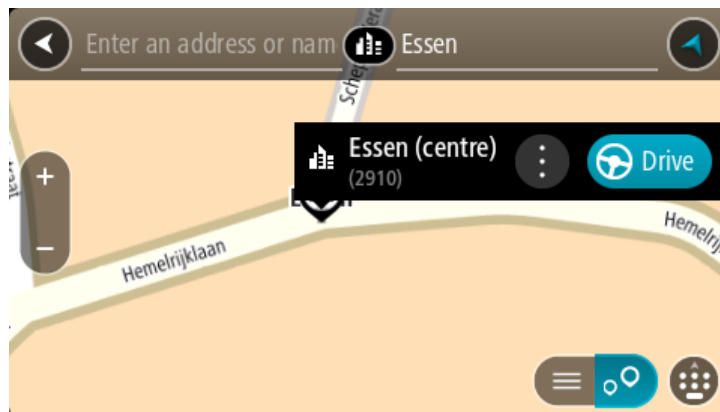 Enter an address or nam
Essen
Essen (centre)
(2910)
Drive
Hemelrijklaan
+
−